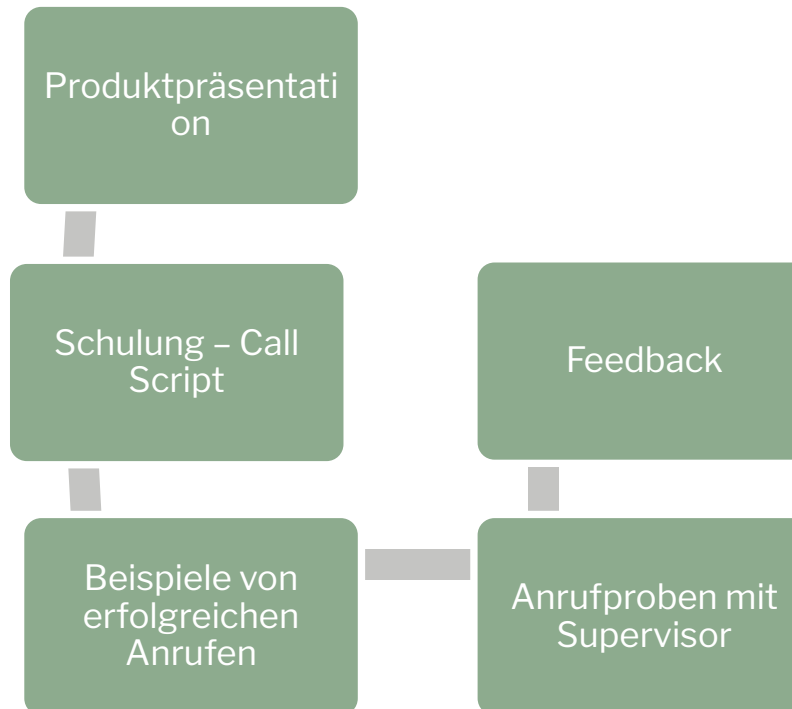 Produktpräsentati
on
Schulung – Call
Script
Beispiele von
erfolgreichen
Anrufen
Anrufproben mit
Supervisor
Feedback